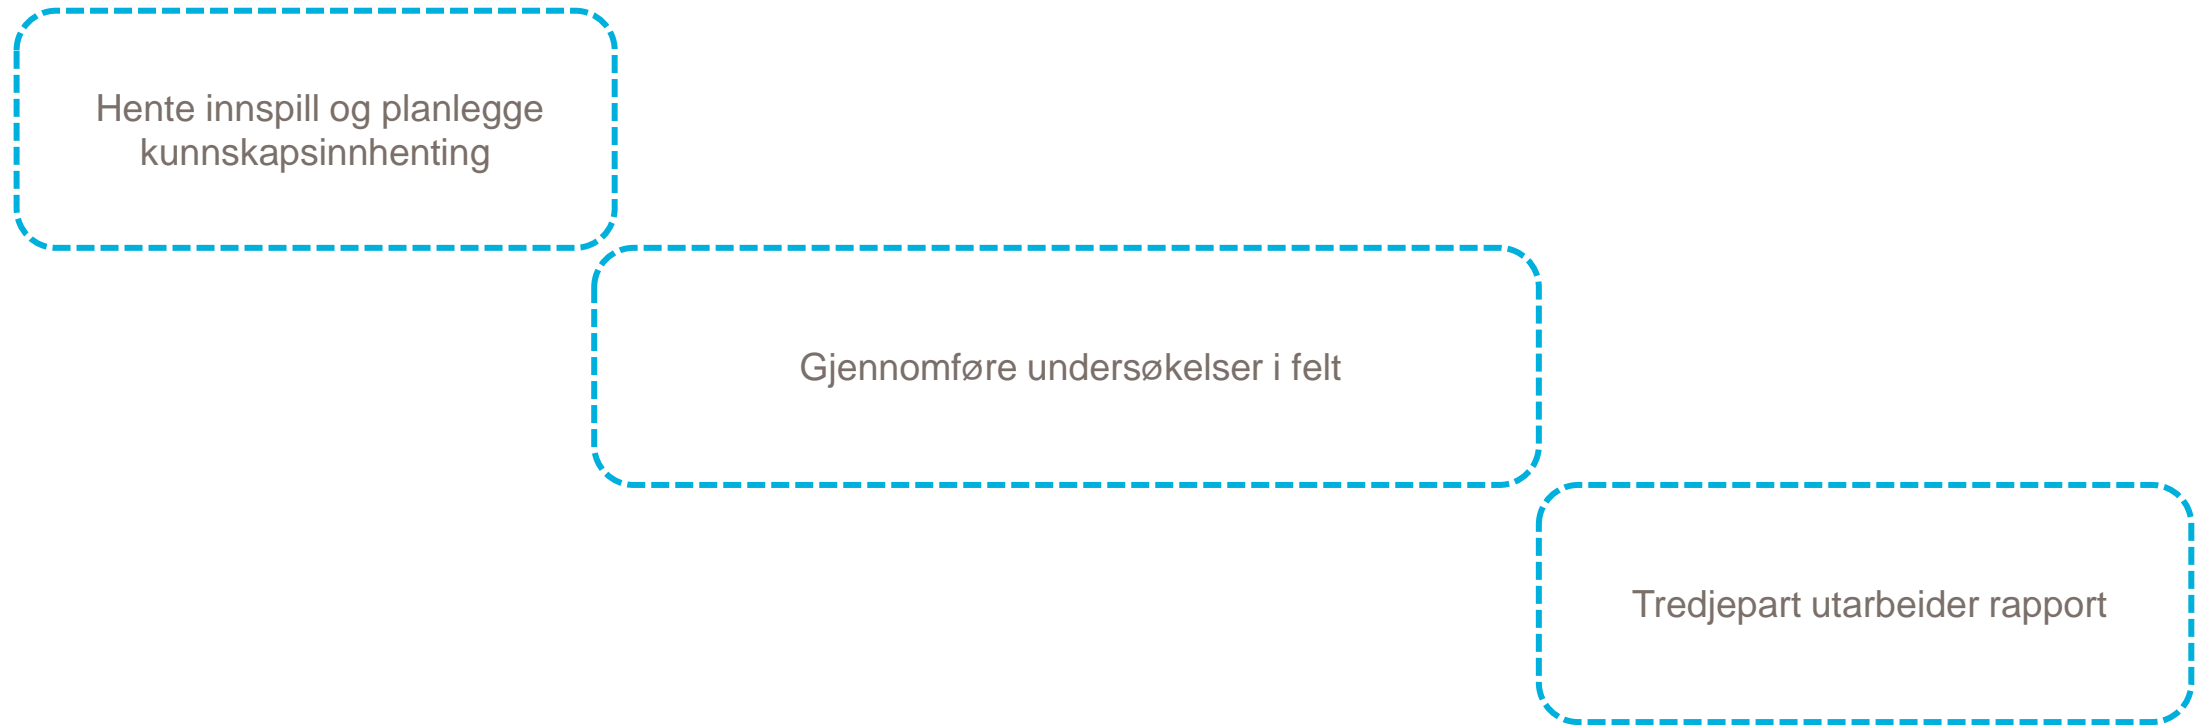 Hente innspill og planlegge
kunnskapsinnhenting
Gjennomføre undersøkelser i felt
Tredjepart utarbeider rapport